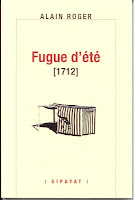 ALAIN ROGER
Fugue d'été
[1712]
[SIPAYAT]